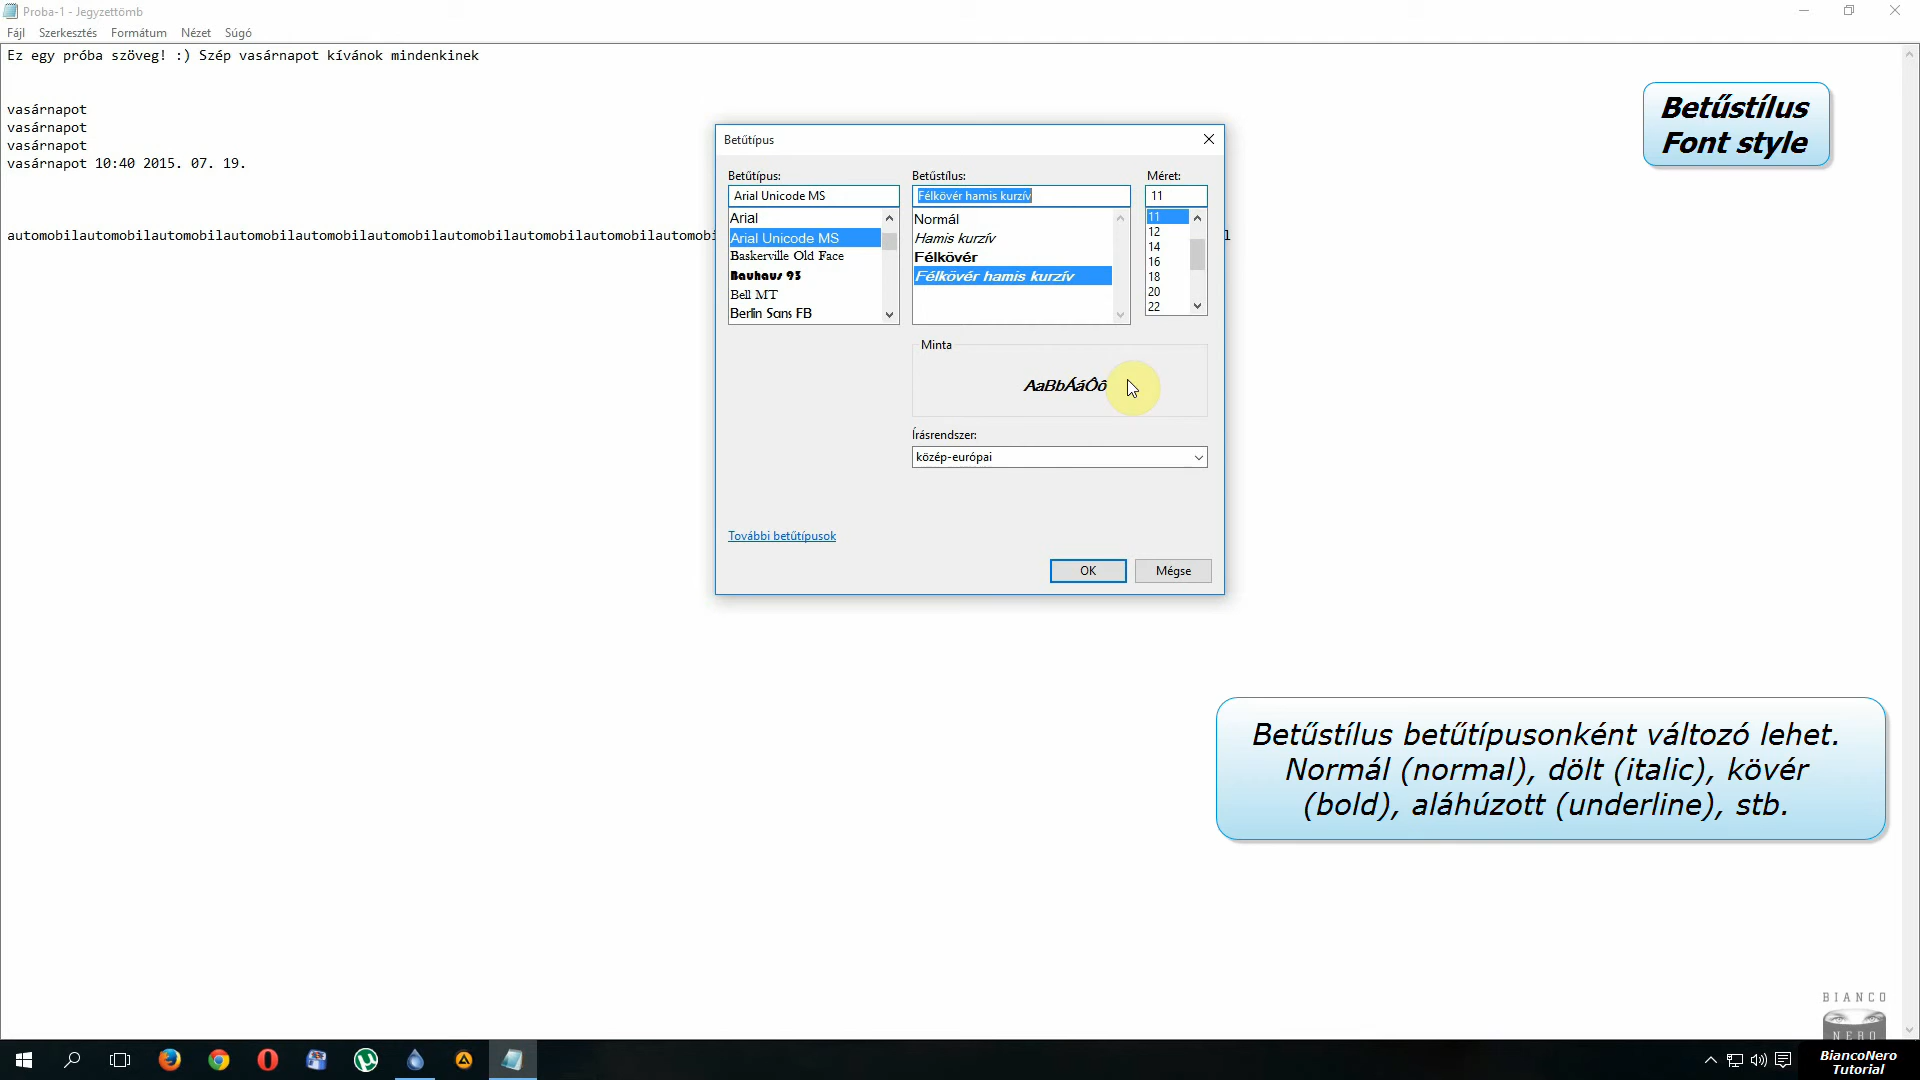 Proba-1 - Jegyzettömb
Fájl Szerkesztés Formátum Nézet Súgó
Ez egy próba szöveg! :) Szép vasárnapot kívánok mindenkinek
vasárnapot
vasárnapot
vasárnapot
vasárnapot 10:40 2015. 07. 19.
automobilautomobilautomobilautomobilautomobilautomobilautomobilautomobilautomobilautomobi
l
Betűstílus
Font style
Betűtípus
Betűtípus:
Arial Unicode MS
Arial
Arial Unicode MS
Baskerville Old Face
Bauhaus 93
Bell MT
Berlin Sans FB
Betűstílus:
Félkövér hamis kurzív
Normál
Hamis kurzív
Félkövér
Félkövér hamis kurzív
Méret:
11
11
12
14
16
18
20
22
Minta
AaBbÁáÔô
Írásrendszer:
közép-európai
További betűtípusok
OK Mégse
Betűstílus betűtípusonként változó lehet.
Normál (normal), dölt (italic), kövér
(bold), aláhúzott (underline), stb.
BIANCO
NERO
BiancoNero
Tutorial